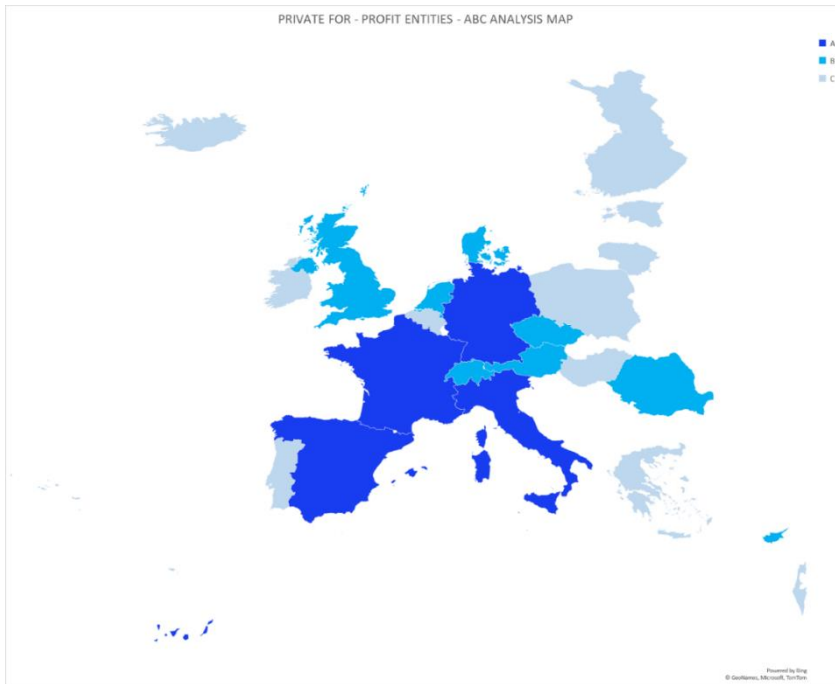 PRIVATE FOR - PROFIT ENTITIES - ABC ANALYSIS MAP
A
B
C
Powered by Bing
© GeoNames, Microsoft, TomTom